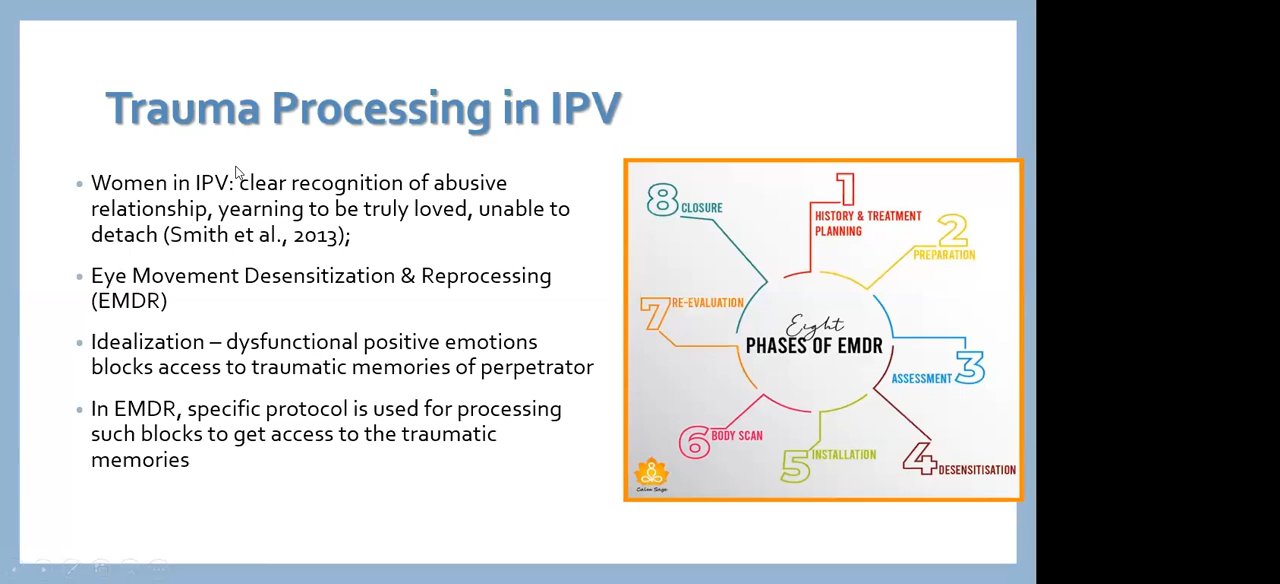 Trauma Processing in IPV
Women in IPV: clear recognition of abusive
relationship, yearning to be truly loved, unable to
detach (Smith et al., 2013);
Eye Movement Desensitization & Reprocessing
(EMDR)
Idealization – dysfunctional positive emotions
blocks access to traumatic memories of perpetrator
In EMDR, specific protocol is used for processing
such blocks to get access to the traumatic
memories
1
HISTORY & TREATMENT
PLANNING
2
PREPARATION
3
ASSESSMENT
4
DESENSITISATION
5
INSTALLATION
6
BODY SCAN
7
RE-EVALUATION
8
CLOSURE
Eight
PHASES OF EMDR
Calm Sage